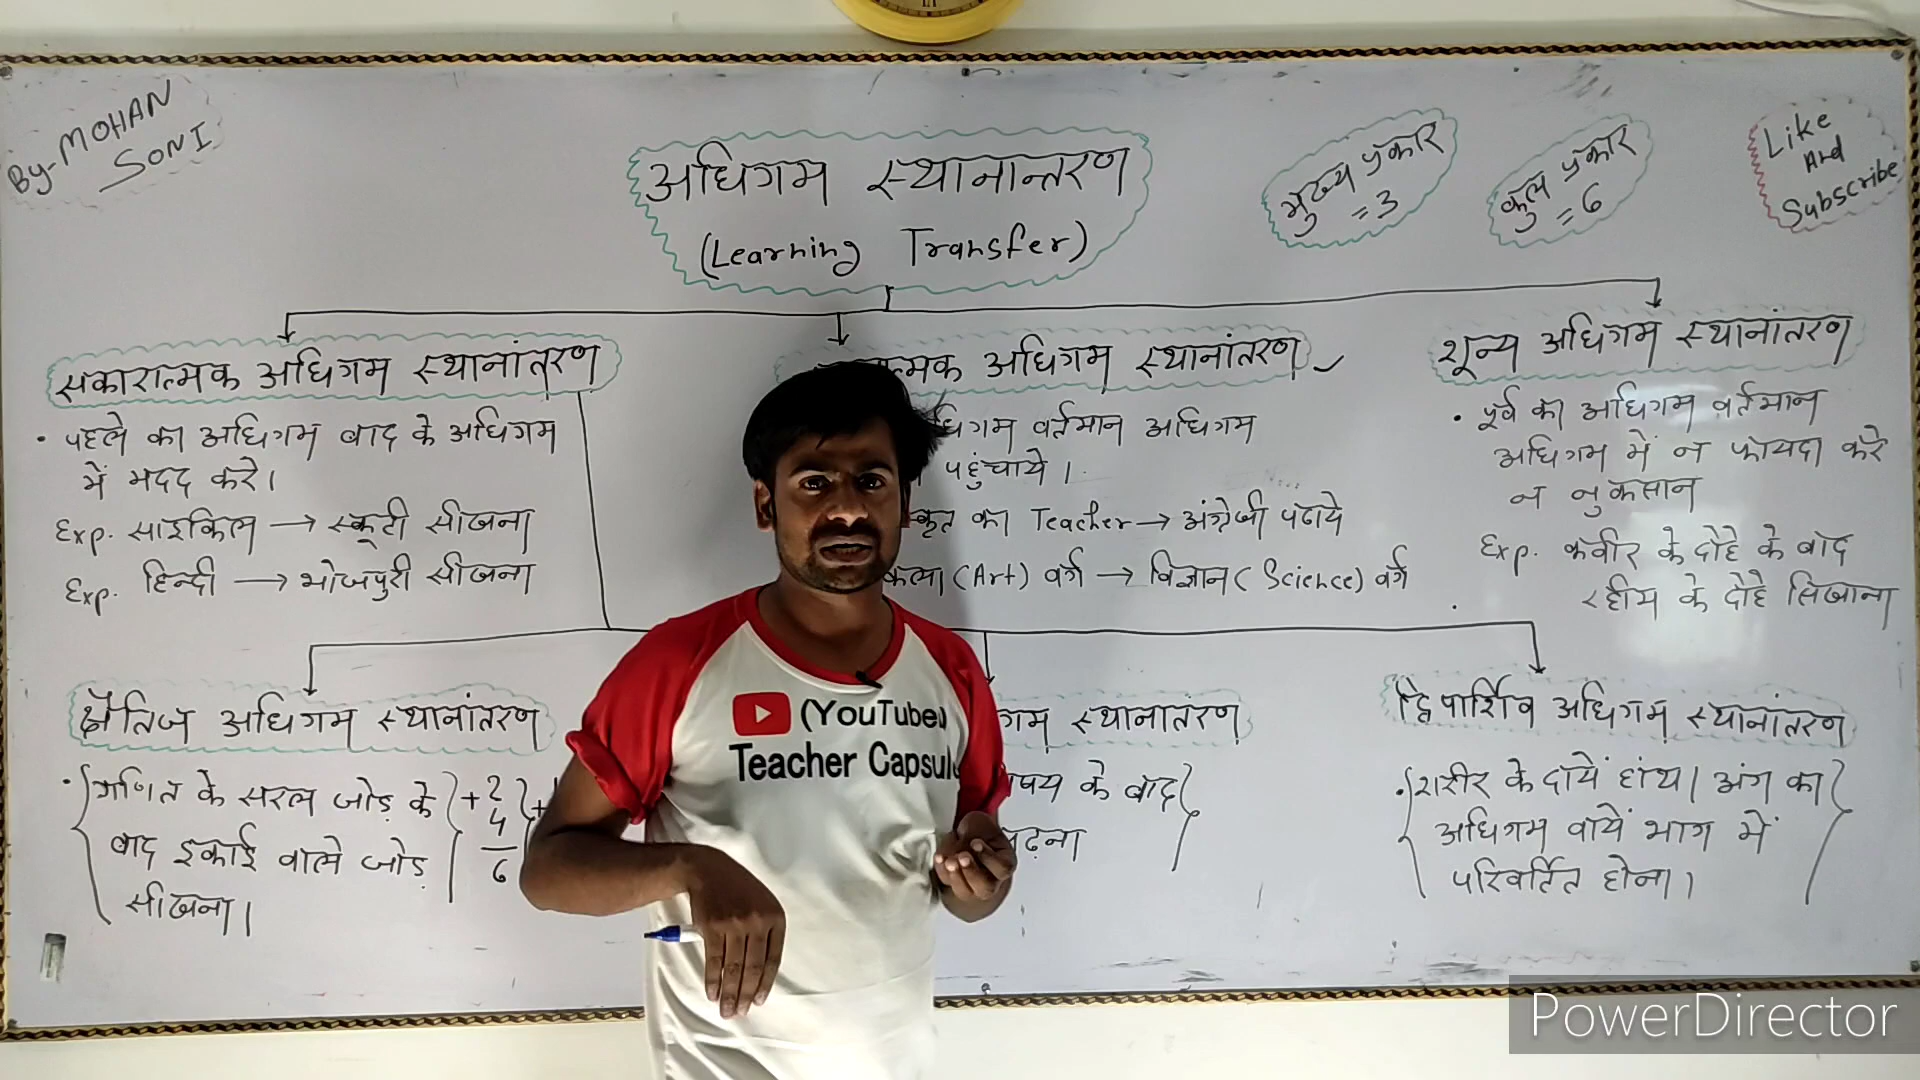 By-MOHAN
SONI
अधिगम स्थानान्तरण
(Learning Transfer)
मुख्य प्रकार
=3
कुल प्रकार
=6
Like
And
Subscribe
सकारात्मक अधिगम स्थानांतरण
• पहले का अधिगम बाद के अधिगम
में मदद करे।
Exp. साइकिल → स्कूटी सीखना
Exp. हिन्दी → भोजपुरी सीखना
त्मक अधिगम स्थानांतरण
धिगम वर्तमान अधिगम
पहुंचाये।
स्कृत का Teacher → अंग्रेजी पढाये
कला (Art) वर्ग → विज्ञान (Science) वर्ग
शून्य अधिगम स्थानांतरण
• पूर्व का अधिगम वर्तमान
अधिगम में न फायदा करे
न नुकसान
Exp. कबीर के दोहे के बाद
रहीम के दोहे सिखाना
क्षैतिज अधिगम स्थानांतरण
• गणित के सरल जोड़ के
बाद इकाई वाले जोड़
सीखना।
+2
4
6
गम स्थानातंरण
षय के बाद
पढ़ना
द्विपार्श्विव अधिगम स्थानांतरण
• शरीर के दायें हांथ। अंग का
अधिगम वायें भाग में
परिवर्तित होना।
(YouTube)
Teacher Capsul
PowerDirector